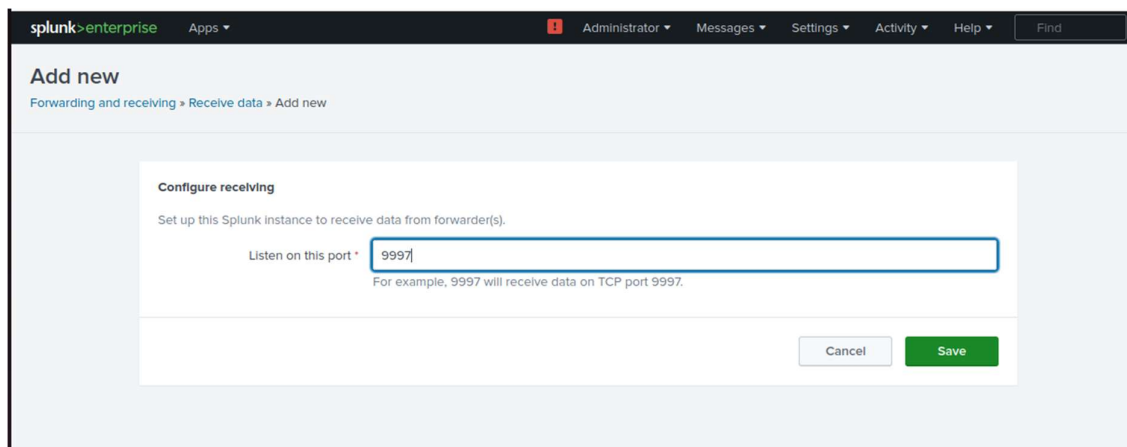 splunk>enterprise Apps ▾ ! Administrator ▾ Messages ▾ Settings ▾ Activity ▾ Help ▾ Find
Add new
Forwarding and receiving » Receive data » Add new
Configure receiving
Set up this Splunk instance to receive data from forwarder(s).
Listen on this port * 9997
For example, 9997 will receive data on TCP port 9997.
Cancel Save